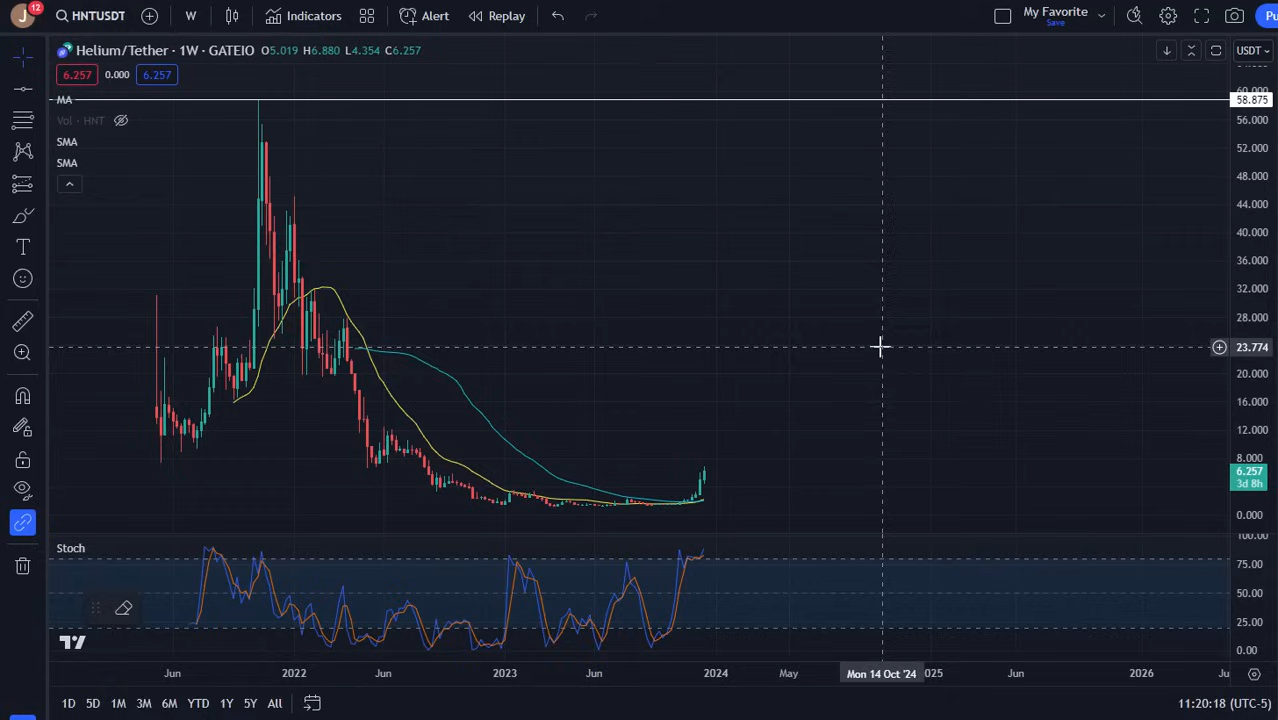 J 12 HNTUSDT W Indicators Alert Replay My Favorite Save Pu
Helium/Tether · 1W · GATEIO O5.019 H6.880 L4.354 C6.257 USDT
6.257 0.000 6.257
MA
Vol · HNT
SMA
SMA
60.000
58.875
56.000
52.000
48.000
44.000
40.000
36.000
32.000
28.000
23.774
20.000
16.000
12.000
8.000
6.257
3d 8h
0.000
Stoch
100.00
75.00
50.00
25.00
0.00
Jun 2022 Jun 2023 Jun 2024 May Mon 14 Oct '24 025 Jun 2026 Ju
1D 5D 1M 3M 6M YTD 1Y 5Y All 11:20:18 (UTC-5)